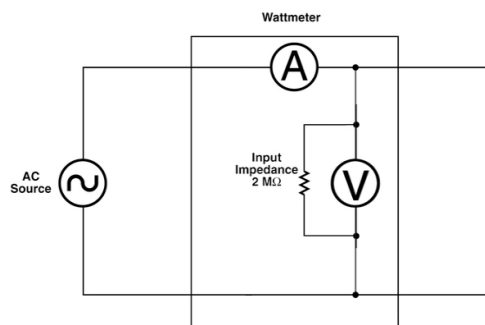 Wattmeter
A
AC
Source
Input
Impedance
2 MΩ
V